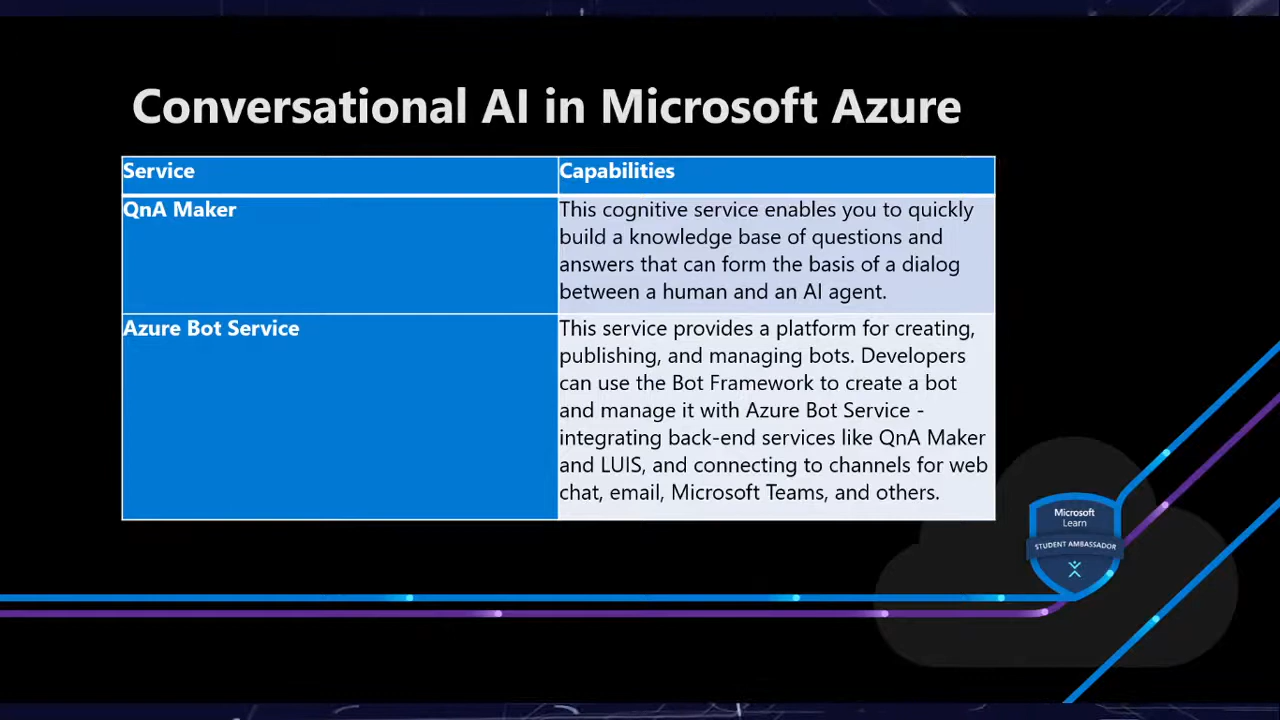 Conversational AI in Microsoft Azure
Service
Capabilities
QnA Maker
This cognitive service enables you to quickly
build a knowledge base of questions and
answers that can form the basis of a dialog
between a human and an AI agent.
Azure Bot Service
This service provides a platform for creating,
publishing, and managing bots. Developers
can use the Bot Framework to create a bot
and manage it with Azure Bot Service -
integrating back-end services like QnA Maker
and LUIS, and connecting to channels for web
chat, email, Microsoft Teams, and others.
Microsoft
Learn
STUDENT AMBASSADOR